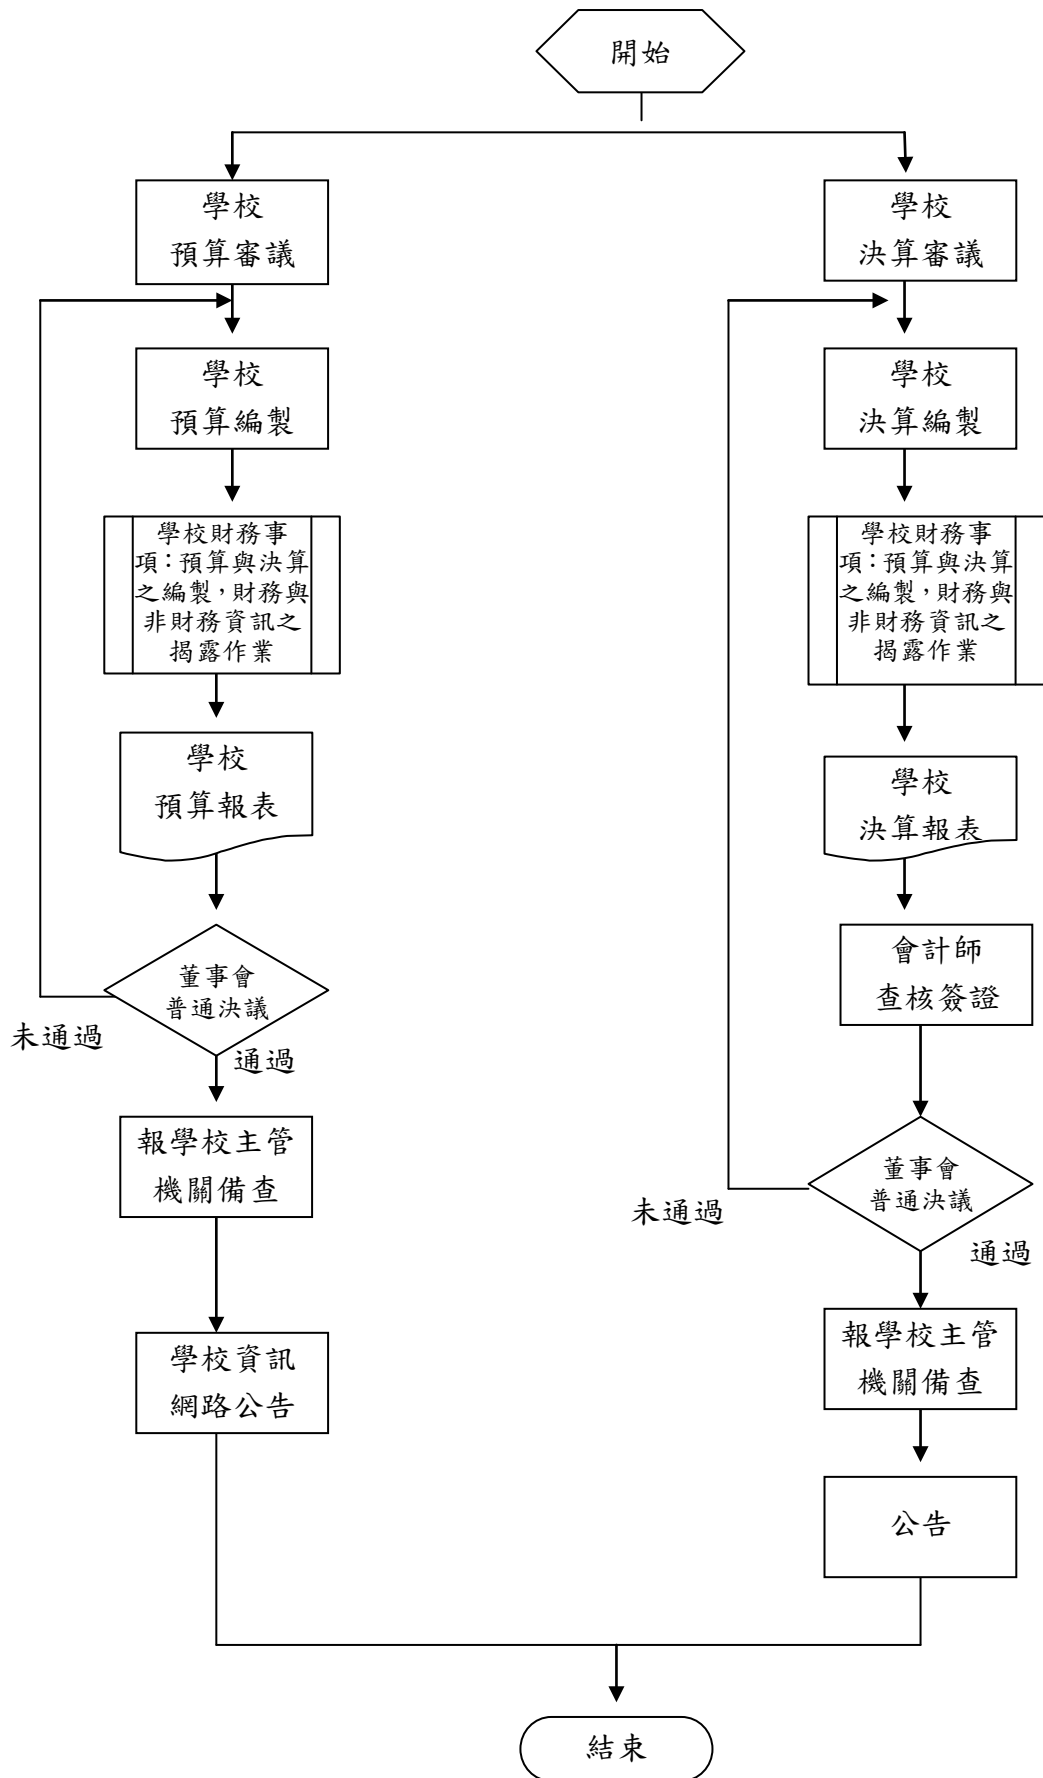 開始
學校
預算審議
學校
預算編製
學校財務事
項：預算與決算
之編製，財務與
非財務資訊之
揭露作業
學校
預算報表
董事會
普通決議
未通過
通過
報學校主管
機關備查
學校資訊
網路公告
學校
決算審議
學校
決算編製
學校財務事
項：預算與決算
之編製，財務與
非財務資訊之
揭露作業
學校
決算報表
會計師
查核簽證
董事會
普通決議
未通過
通過
報學校主管
機關備查
公告
結束